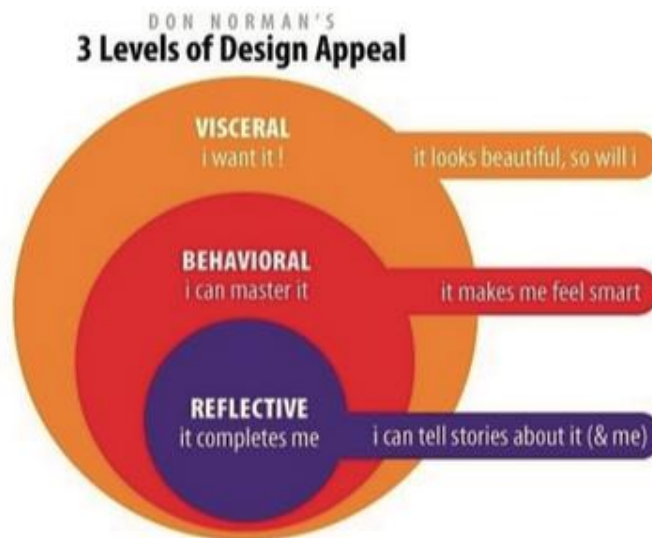 DON NORMAN'S
3 Levels of Design Appeal
VISCERAL
i want it !
it looks beautiful, so will i
BEHAVIORAL
i can master it
it makes me feel smart
REFLECTIVE
it completes me
i can tell stories about it (& me)